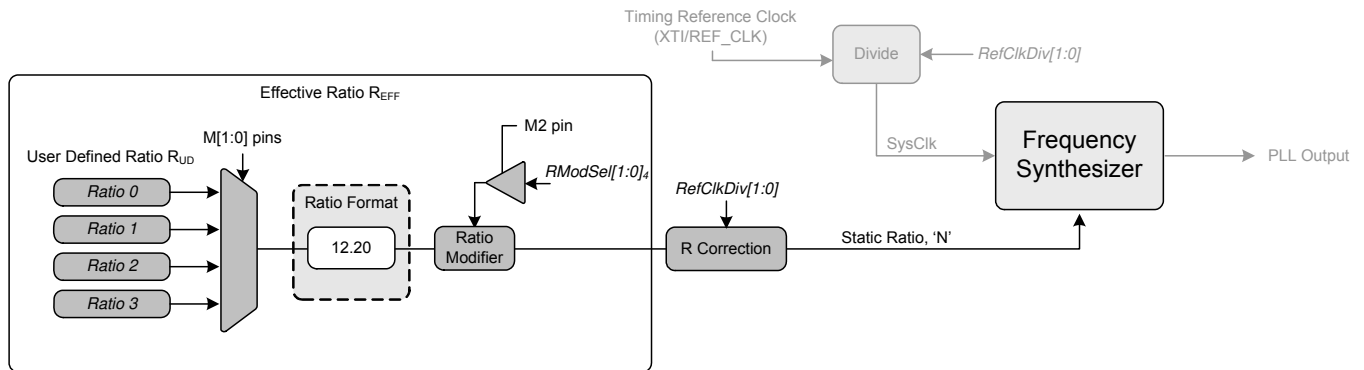 Timing Reference Clock
(XTI/REF_CLK)
Divide
RefClkDiv[1:0]
Effective Ratio REFF
M[1:0] pins
M2 pin
User Defined Ratio RUD
SysClk
Frequency
Synthesizer
PLL Output
RModSel[1:0]4
Ratio 0
Ratio 1
Ratio 2
Ratio 3
Ratio Format
12.20
Ratio
Modifier
RefClkDiv[1:0]
R Correction
Static Ratio, ‘N’